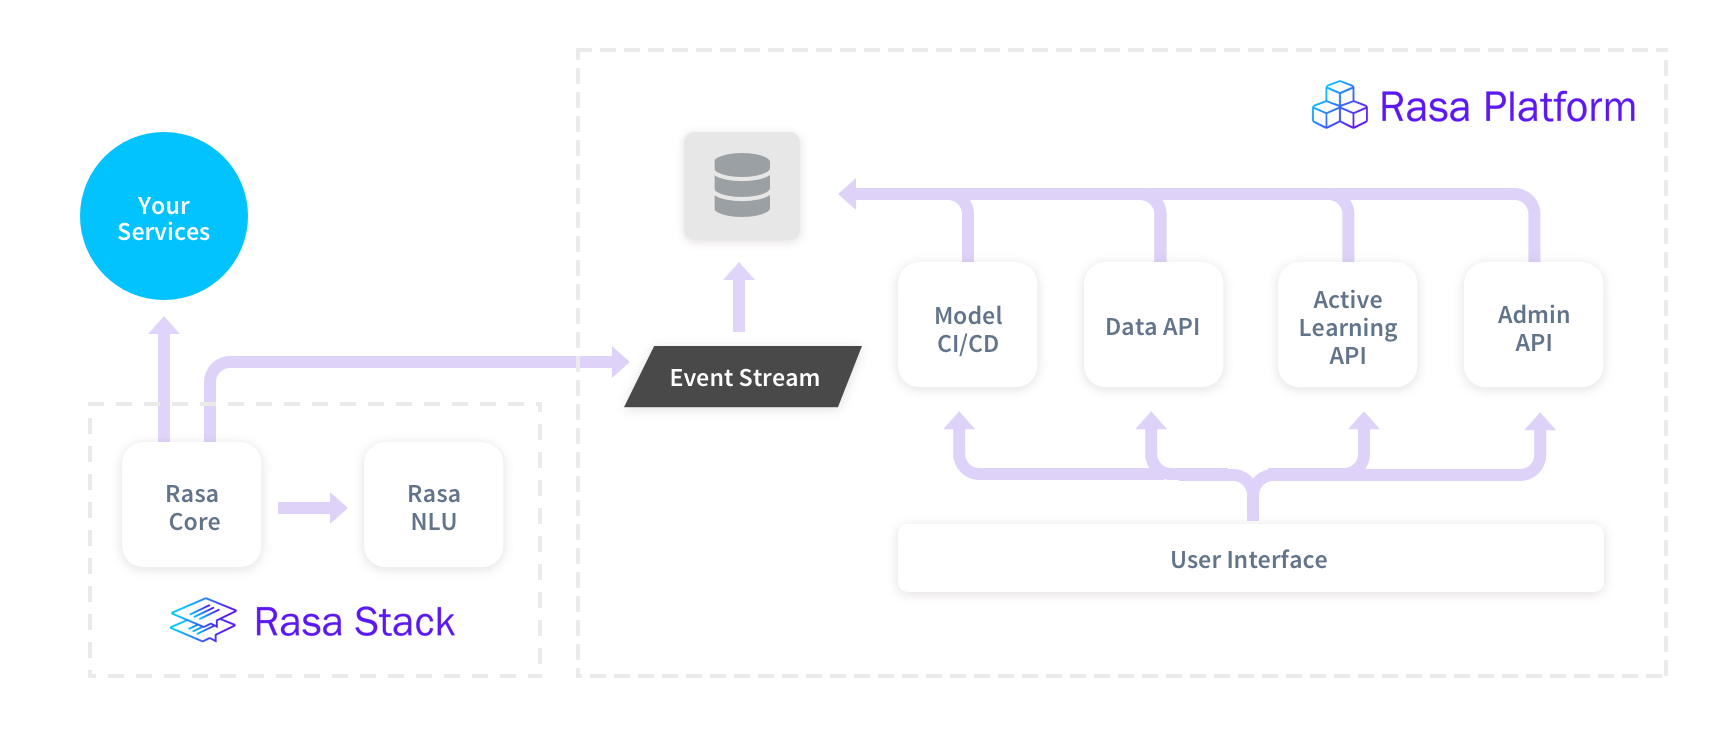 Rasa Platform
Your
Services
Model
CI/CD
Data API
Active
Learning
API
Admin
API
Event Stream
Rasa
Core
Rasa
NLU
User Interface
Rasa Stack